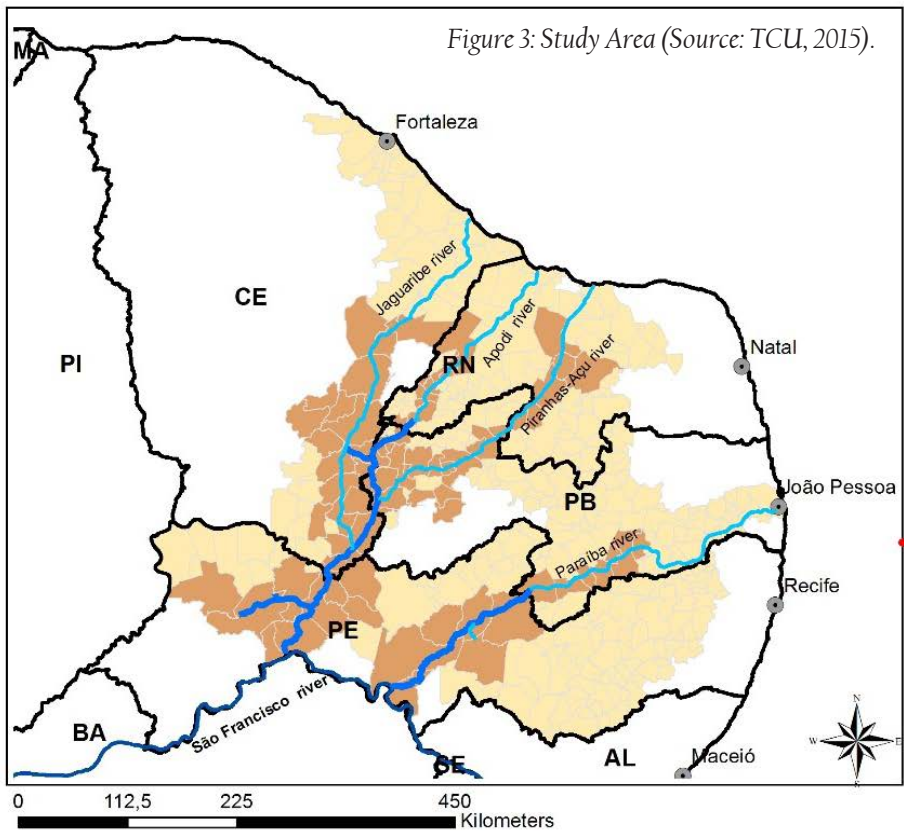 Figure 3: Study Area (Source: TCU, 2015).
MA
Fortaleza
Jaguaribe river
CE
Apodi river
PI
RN
Natal
Piranhas-Açu river
PB
João Pessoa
Paraíba river
Recife
PE
São Francisco river
BA
SE
AL
Maceió
N
W
E
0 112,5 225 450
Kilometers